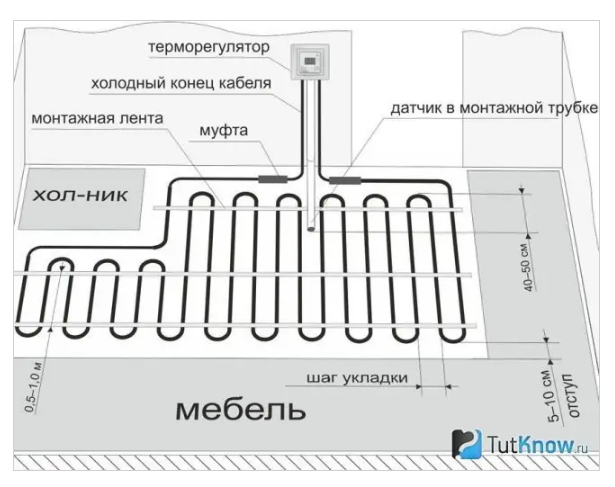 терморегулятор
холодный конец кабеля
датчик в монтажной трубке
монтажная лента
муфта
хол-ник
40–50 см
0,5–1,0 м
шаг укладки
5–10 см
отступ
мебель
TutKnow.ru